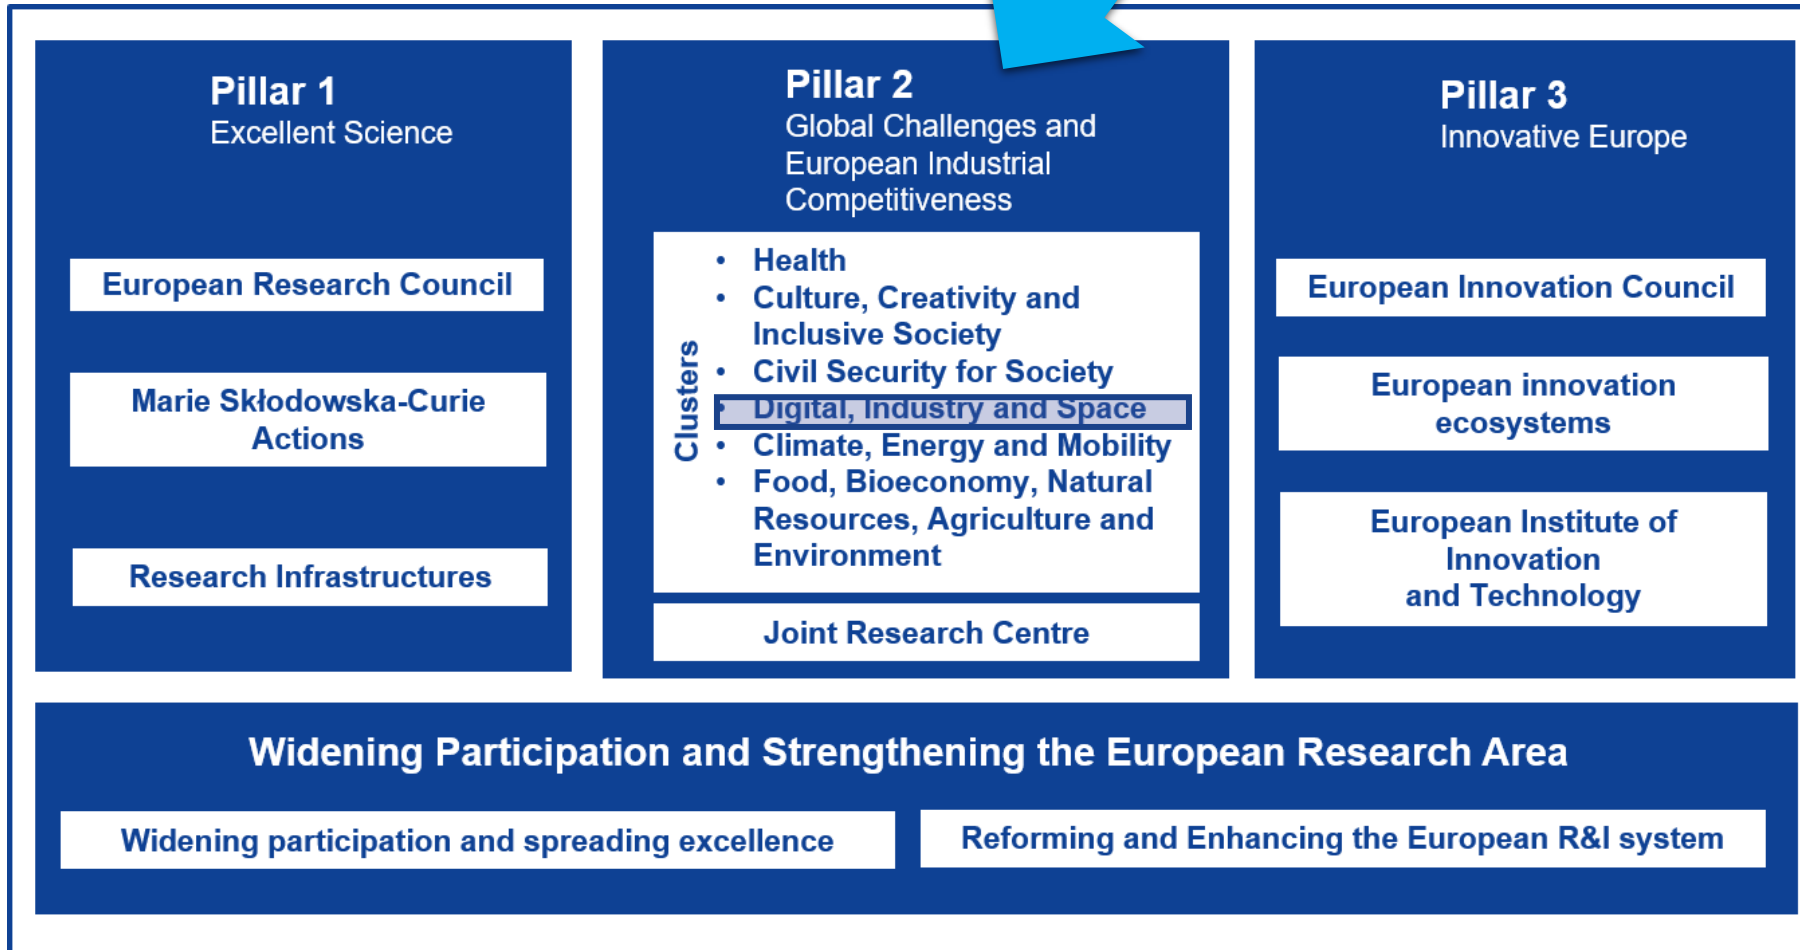 Pillar 1
Excellent Science
European Research Council
Marie Skłodowska-Curie
Actions
Research Infrastructures
Pillar 2
Global Challenges and
European Industrial
Competitiveness
Clusters
• Health
• Culture, Creativity and
Inclusive Society
• Civil Security for Society
• Digital, Industry and Space
• Climate, Energy and Mobility
• Food, Bioeconomy, Natural
Resources, Agriculture and
Environment
Joint Research Centre
Pillar 3
Innovative Europe
European Innovation Council
European innovation
ecosystems
European Institute of
Innovation
and Technology
Widening Participation and Strengthening the European Research Area
Widening participation and spreading excellence
Reforming and Enhancing the European R&I system